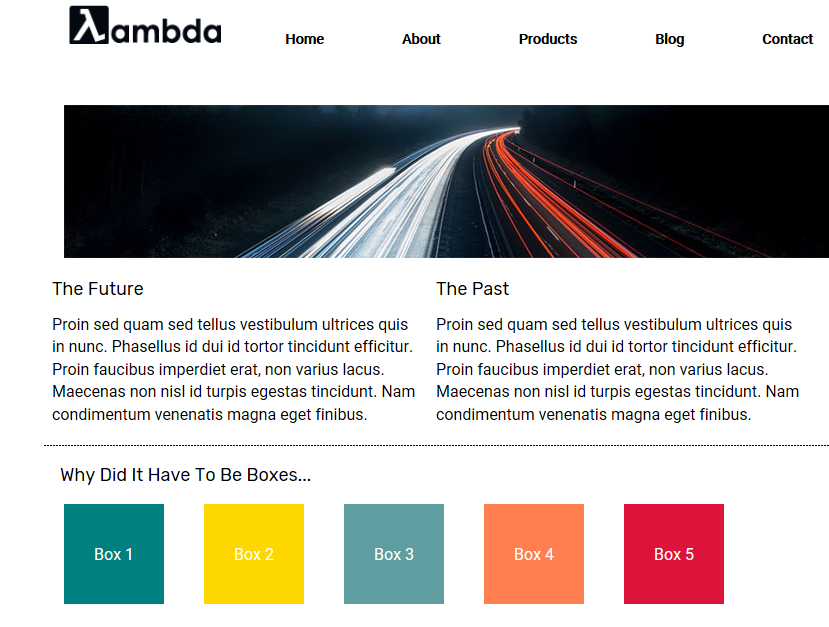 λambda
Home About Products Blog Contact
The Future
Proin sed quam sed tellus vestibulum ultrices quis
in nunc. Phasellus id dui id tortor tincidunt efficitur.
Proin faucibus imperdiet erat, non varius lacus.
Maecenas non nisl id turpis egestas tincidunt. Nam
condimentum venenatis magna eget finibus.
The Past
Proin sed quam sed tellus vestibulum ultrices quis
in nunc. Phasellus id dui id tortor tincidunt efficitur.
Proin faucibus imperdiet erat, non varius lacus.
Maecenas non nisl id turpis egestas tincidunt. Nam
condimentum venenatis magna eget finibus.
Why Did It Have To Be Boxes...
Box 1 Box 2 Box 3 Box 4 Box 5